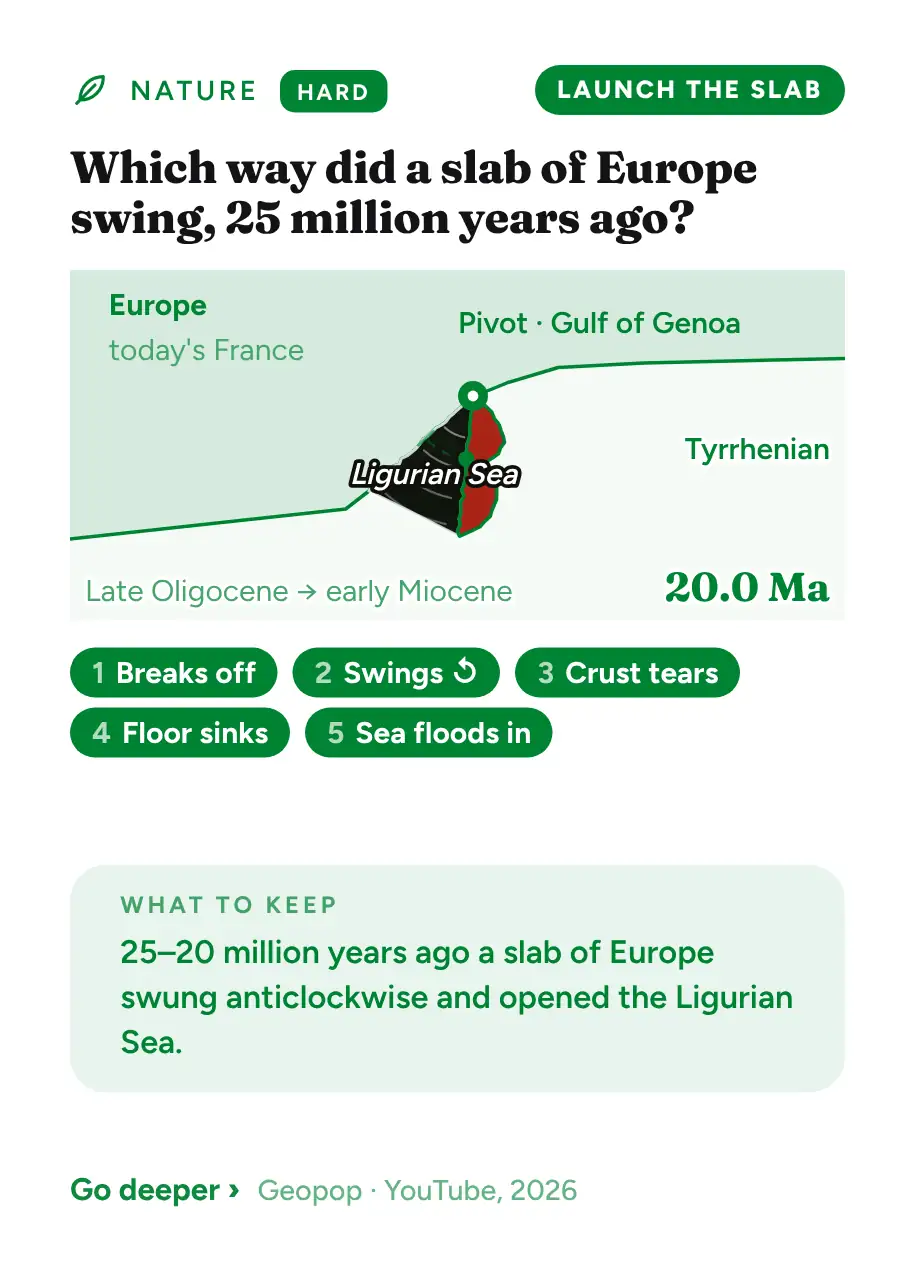 NATURE HARD LAUNCH THE SLAB
Which way did a slab of Europe
swing, 25 million years ago?
Europe
today's France
Pivot · Gulf of Genoa
Tyrrhenian
Ligurian Sea
Late Oligocene → early Miocene
20.0 Ma
1 Breaks off
2 Swings ↺
3 Crust tears
4 Floor sinks
5 Sea floods in
WHAT TO KEEP
25–20 million years ago a slab of Europe
swung anticlockwise and opened the Ligurian
Sea.
Go deeper › Geopop · YouTube, 2026